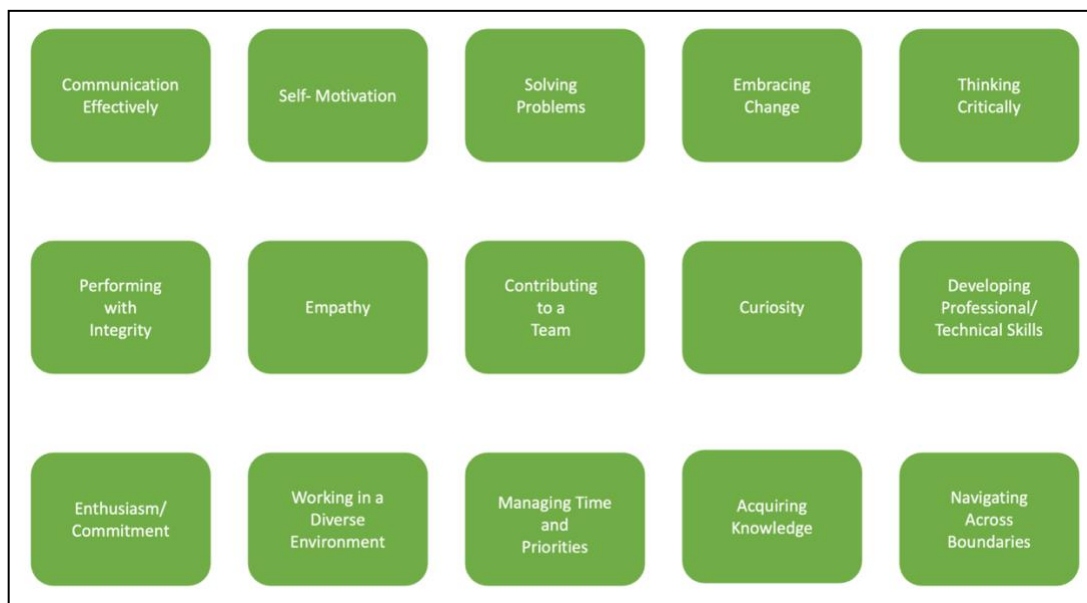 Communication
Effectively
Self- Motivation
Solving
Problems
Embracing
Change
Thinking
Critically
Performing
with
Integrity
Empathy
Contributing
to a
Team
Curiosity
Developing
Professional/
Technical Skills
Enthusiasm/
Commitment
Working in a
Diverse
Environment
Managing Time
and
Priorities
Acquiring
Knowledge
Navigating
Across
Boundaries